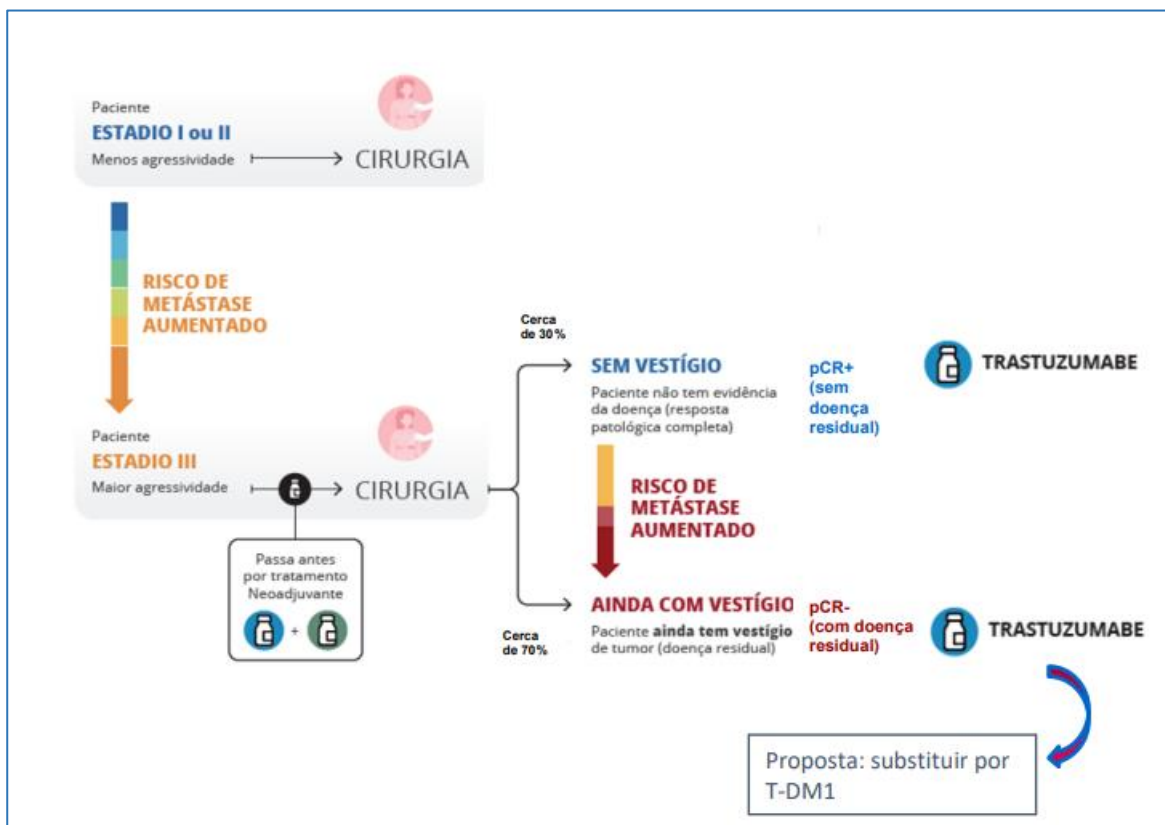 Paciente
ESTADIO I ou II
Menos agressividade
CIRURGIA
RISCO DE
METÁSTASE
AUMENTADO
Paciente
ESTADIO III
Maior agressividade
CIRURGIA
Passa antes
por tratamento
Neoadjuvante
+
Cerca
de 30%
SEM VESTÍGIO
Paciente não tem evidência
da doença (resposta
patológica completa)
pCR+
(sem
doença
residual)
TRASTUZUMABE
RISCO DE
METÁSTASE
AUMENTADO
Cerca
de 70%
AINDA COM VESTÍGIO
Paciente ainda tem vestígio
de tumor (doença residual)
pCR-
(com doença
residual)
TRASTUZUMABE
Proposta: substituir por
T-DM1